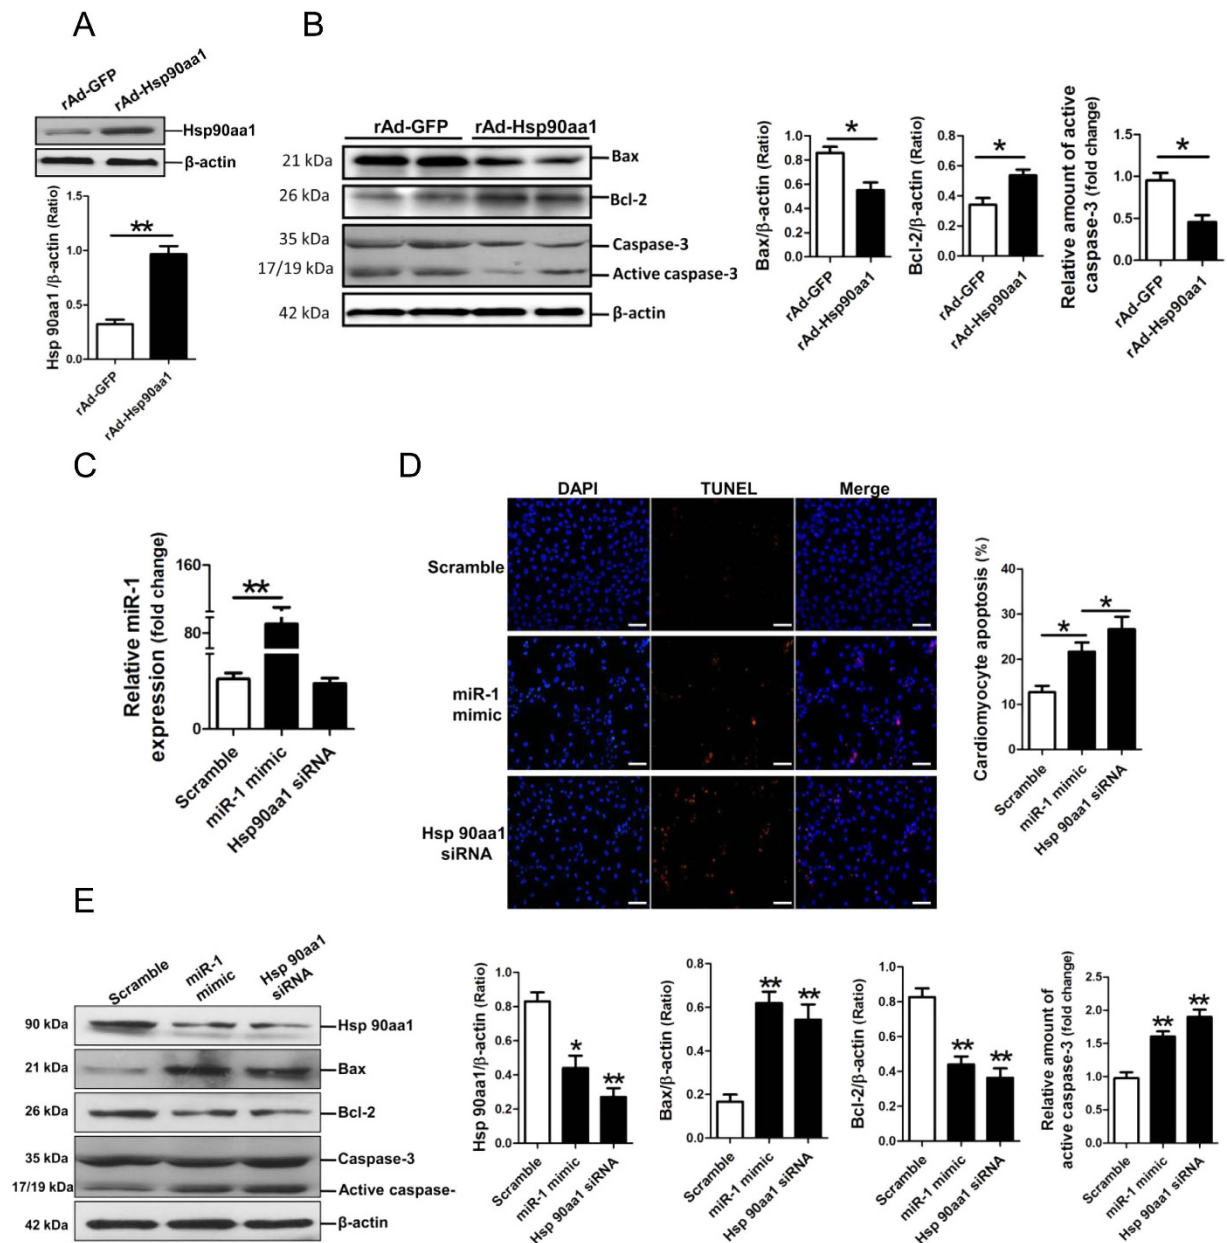 A
rAd-GFP
rAd-Hsp90aa1
Hsp90aa1
β-actin
Hsp 90aa1/β-actin (Ratio)
1.5
1.0
0.5
0.0
**
rAd-GFP
rAd-Hsp90aa1
B
rAd-GFP rAd-Hsp90aa1
21 kDa Bax
26 kDa Bcl-2
35 kDa Caspase-3
17/19 kDa Active caspase-3
42 kDa β-actin
Bax/β-actin (Ratio)
1.0
0.8
0.6
0.4
0.2
0.0
*
rAd-GFP
rAd-Hsp90aa1
Bcl-2/β-actin (Ratio)
0.8
0.6
0.4
0.2
0.0
*
rAd-GFP
rAd-Hsp90aa1
Relative amount of active
caspase-3 (fold change)
1.5
1.0
0.5
0.0
*
rAd-GFP
rAd-Hsp90aa1
C
Relative miR-1
expression (fold change)
160
80
0
**
Scramble
miR-1 mimic
Hsp90aa1 siRNA
D
DAPI TUNEL Merge
Scramble
miR-1
mimic
Hsp 90aa1
siRNA
Cardiomyocyte apoptosis (%)
40
30
20
10
0
*
*
Scramble
miR-1 mimic
Hsp 90aa1 siRNA
E
Scramble
miR-1
mimic
Hsp 90aa1
siRNA
90 kDa Hsp 90aa1
21 kDa Bax
26 kDa Bcl-2
35 kDa Caspase-3
17/19 kDa Active caspase-
42 kDa β-actin
Hsp 90aa1/β-actin (Ratio)
1.0
0.8
0.6
0.4
0.2
0.0
*
**
Scramble
miR-1 mimic
Hsp 90aa1 siRNA
Bax/β-actin (Ratio)
0.8
0.6
0.4
0.2
0.0
**
**
Scramble
miR-1 mimic
Hsp 90aa1 siRNA
Bcl-2/β-actin (Ratio)
1.0
0.8
0.6
0.4
0.2
0.0
**
**
Scramble
miR-1 mimic
Hsp 90aa1 siRNA
Relative amount of
active caspase-3 (fold change)
2.5
2.0
1.5
1.0
0.5
0.0
**
**
Scramble
miR-1 mimic
Hsp 90aa1 siRNA